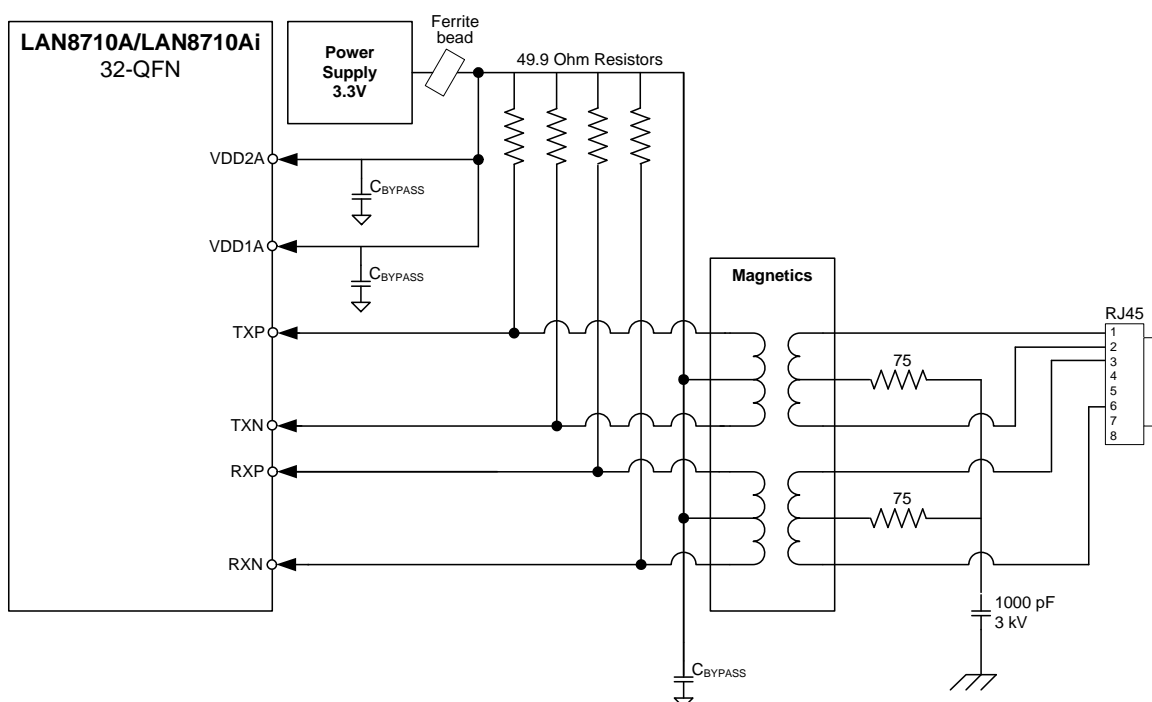 LAN8710A/LAN8710Ai
32-QFN
Power
Supply
3.3V
Ferrite
bead
49.9 Ohm Resistors
VDD2A
CBYPASS
VDD1A
CBYPASS
Magnetics
TXP
RJ45
1
2
3
4
5
6
7
8
75
TXN
RXP
75
RXN
1000 pF
3 kV
CBYPASS